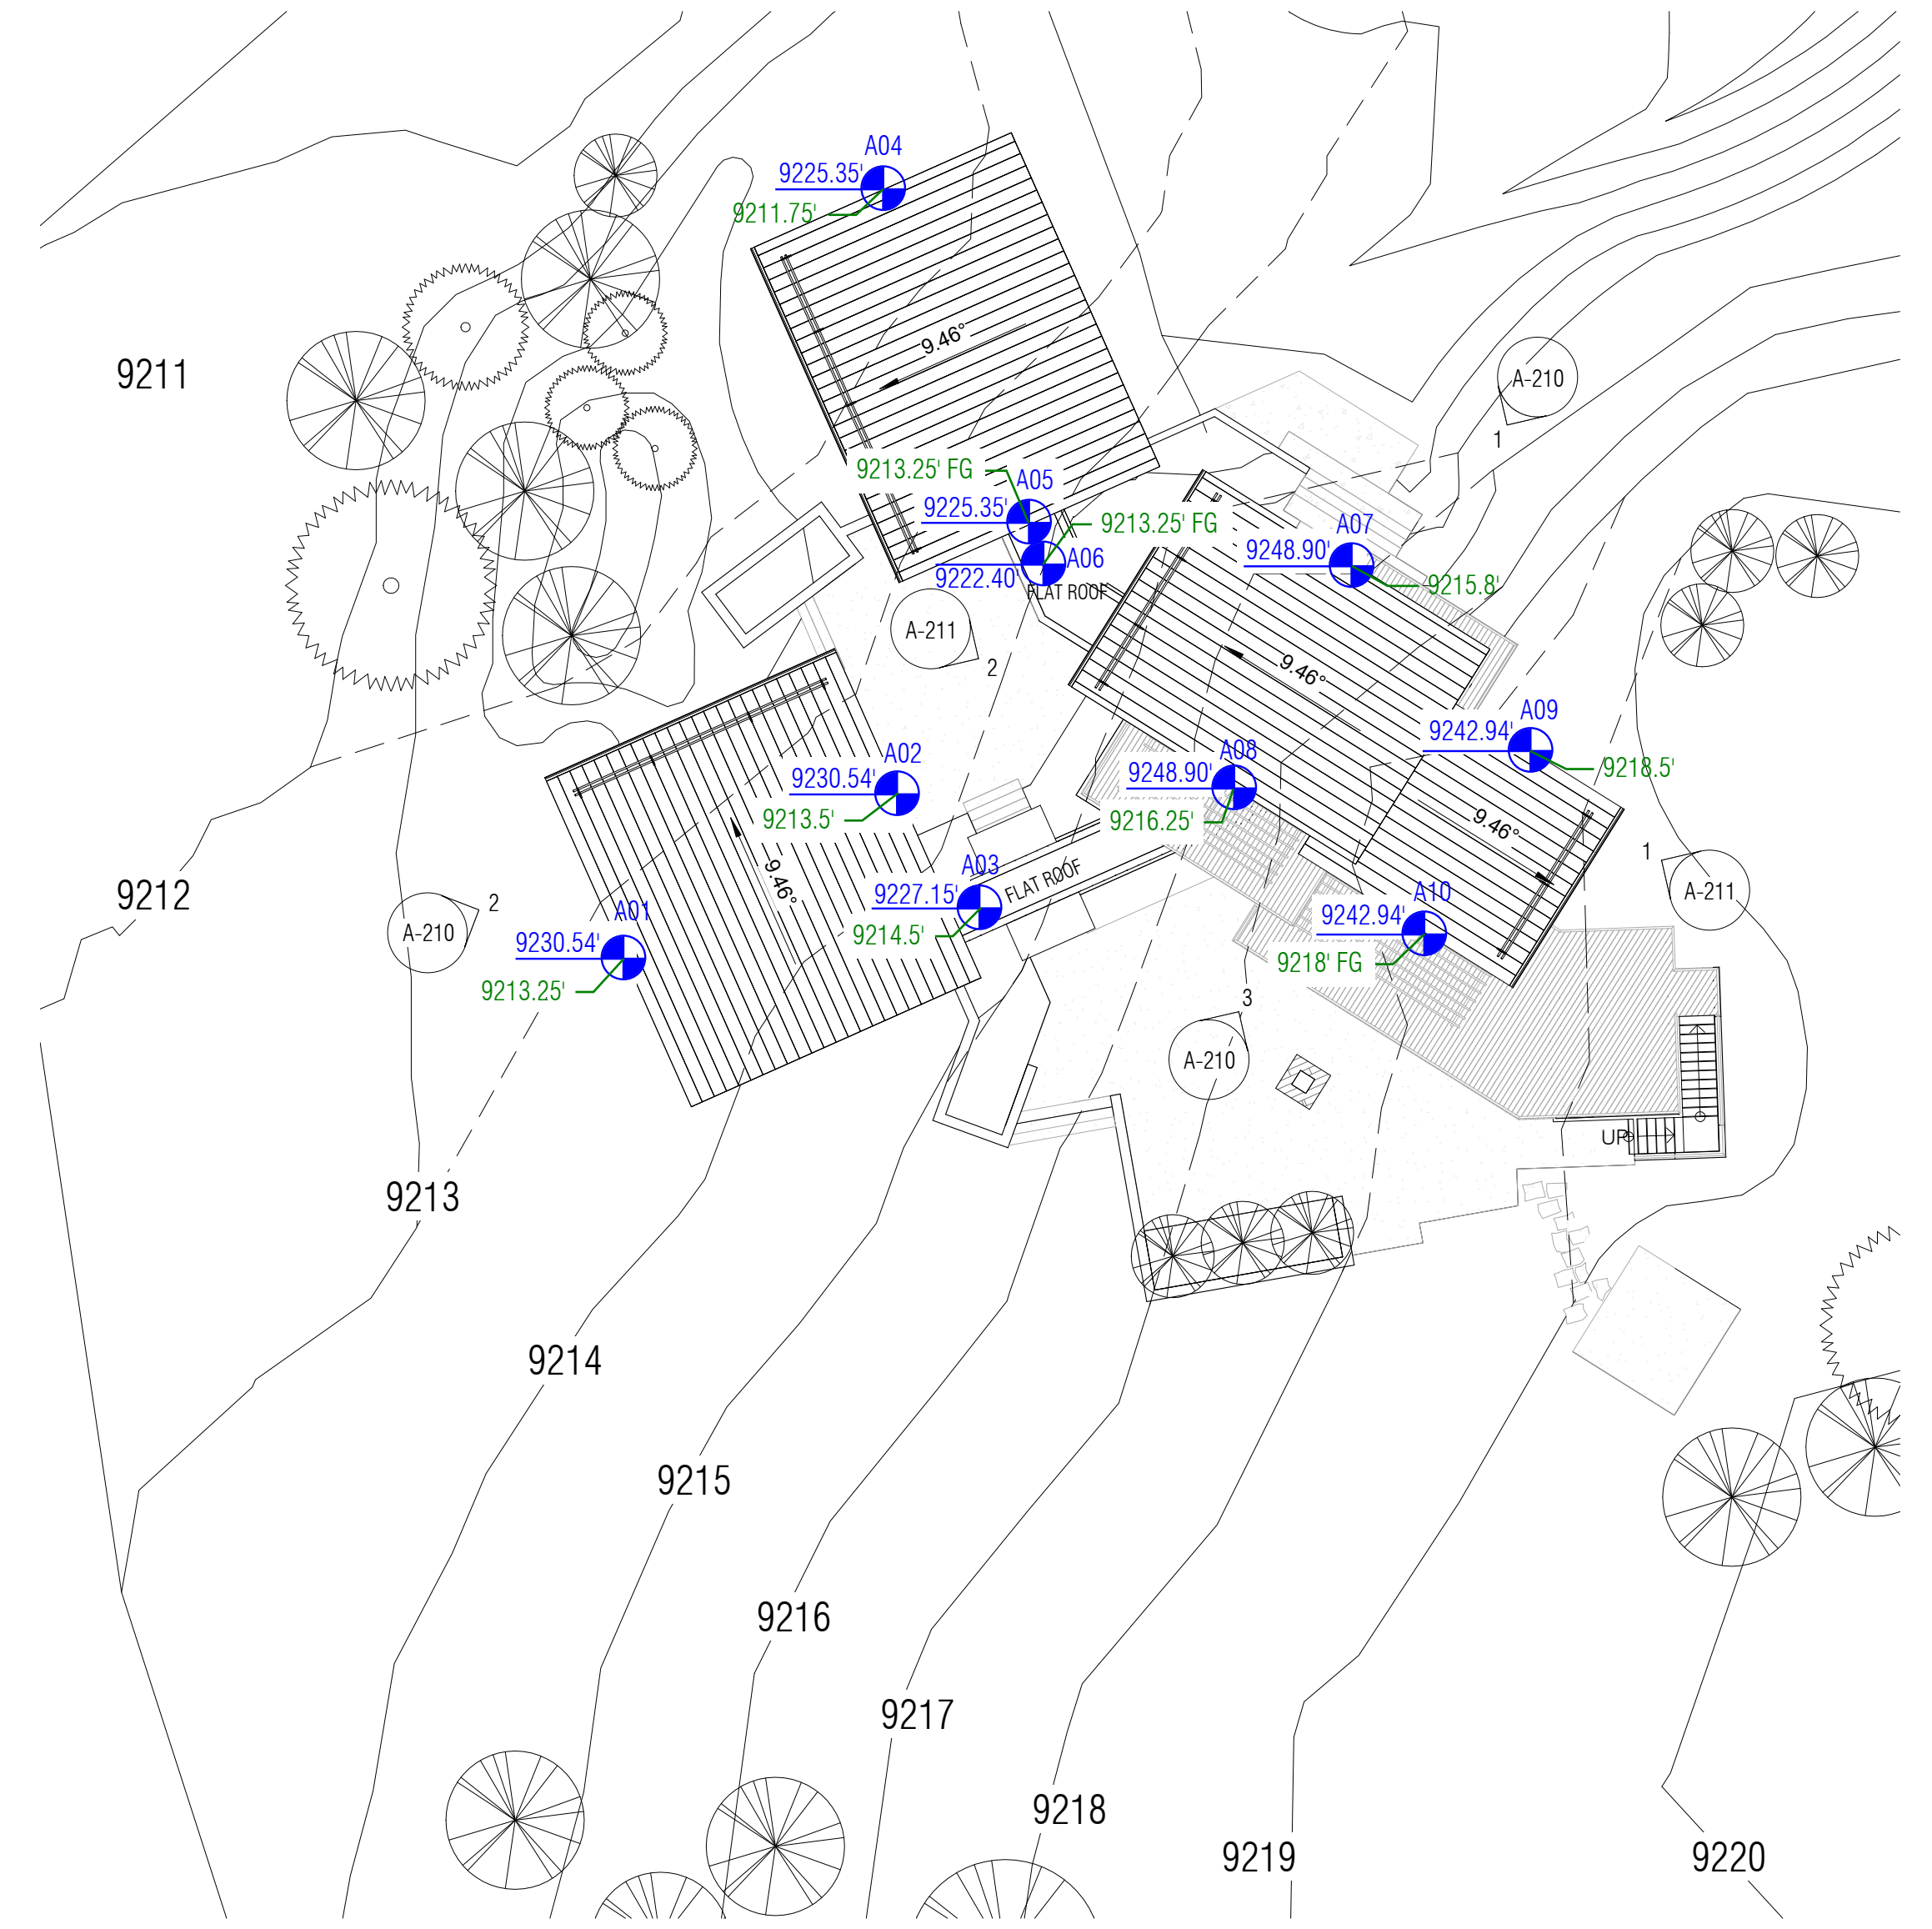 A04
9225.35'
9211.75'
9.46°
9211
A-210
1
9213.25' FG
A05
9225.35'
9213.25' FG
A06
9222.40'
FLAT ROOF
A07
9248.90'
9215.8'
A-211
2
9.46°
A09
9242.94'
9218.5'
A02
9230.54'
9213.5'
A08
9248.90'
9216.25'
9.46°
9.46°
1
A-211
A03
9227.15'
9214.5'
FLAT ROOF
9212
2
A-210
A01
9230.54'
9213.25'
A10
9242.94'
9218' FG
3
A-210
UP
9213
9214
9215
9216
9217
9218
9219
9220